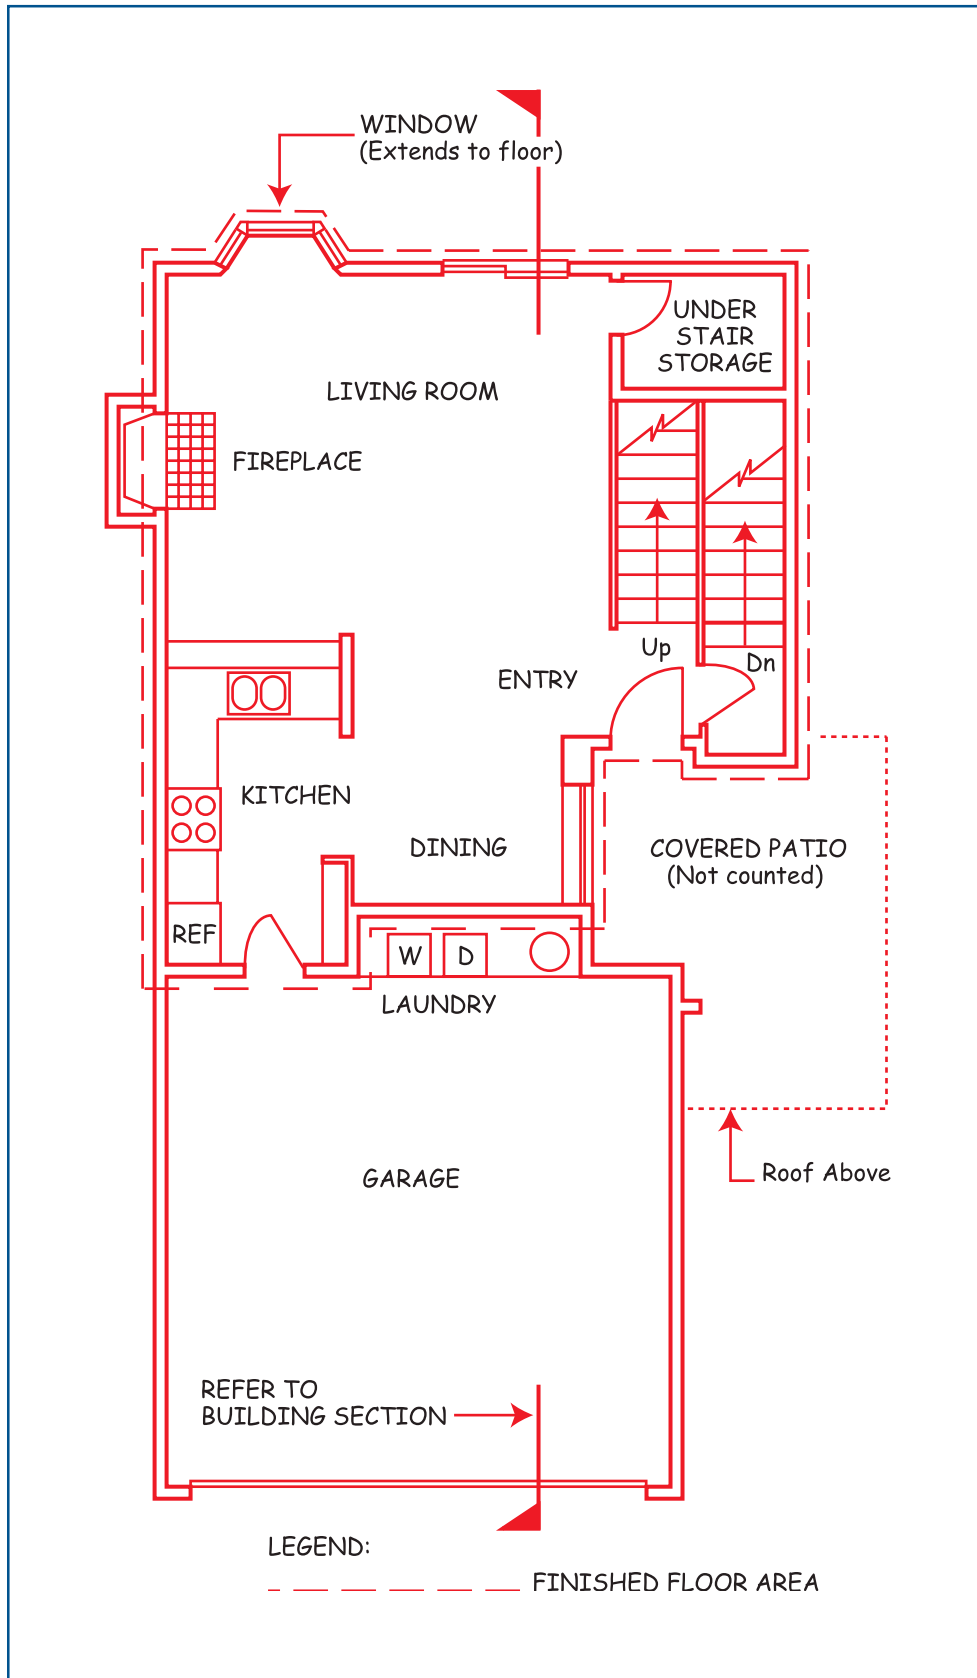 WINDOW
(Extends to floor)
UNDER
STAIR
STORAGE
LIVING ROOM
FIREPLACE
Up
Dn
ENTRY
KITCHEN
DINING
COVERED PATIO
(Not counted)
REF
W
D
LAUNDRY
GARAGE
Roof Above
REFER TO
BUILDING SECTION
LEGEND:
FINISHED FLOOR AREA